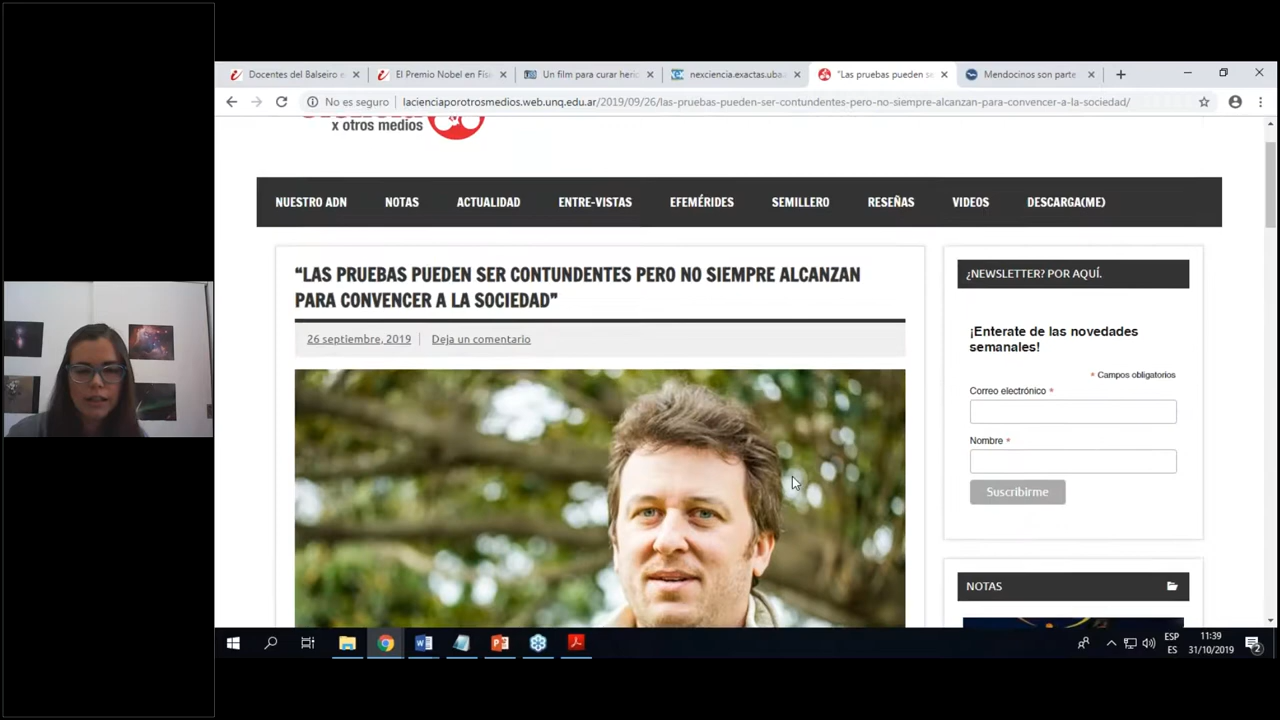 Docentes del Balseiro e
El Premio Nobel en Físi
Un film para curar heri
nexciencia.exactas.uba.
"Las pruebas pueden se
Mendocinos son parte
No es seguro
lacienciaporotrosmedios.web.unq.edu.ar/2019/09/26/las-pruebas-pueden-ser-contundentes-pero-no-siempre-alcanzan-para-convencer-a-la-sociedad/
x otros medios
NUESTRO ADN NOTAS ACTUALIDAD ENTRE-VISTAS EFEMÉRIDES SEMILLERO RESEÑAS VIDEOS DESCARGA(ME)
“LAS PRUEBAS PUEDEN SER CONTUNDENTES PERO NO SIEMPRE ALCANZAN
PARA CONVENCER A LA SOCIEDAD”
26 septiembre, 2019 Deja un comentario
¿NEWSLETTER? POR AQUÍ.
¡Enterate de las novedades
semanales!
* Campos obligatorios
Correo electrónico *
Nombre *
Suscribirme
NOTAS
ESP
ES
11:39
31/10/2019
2